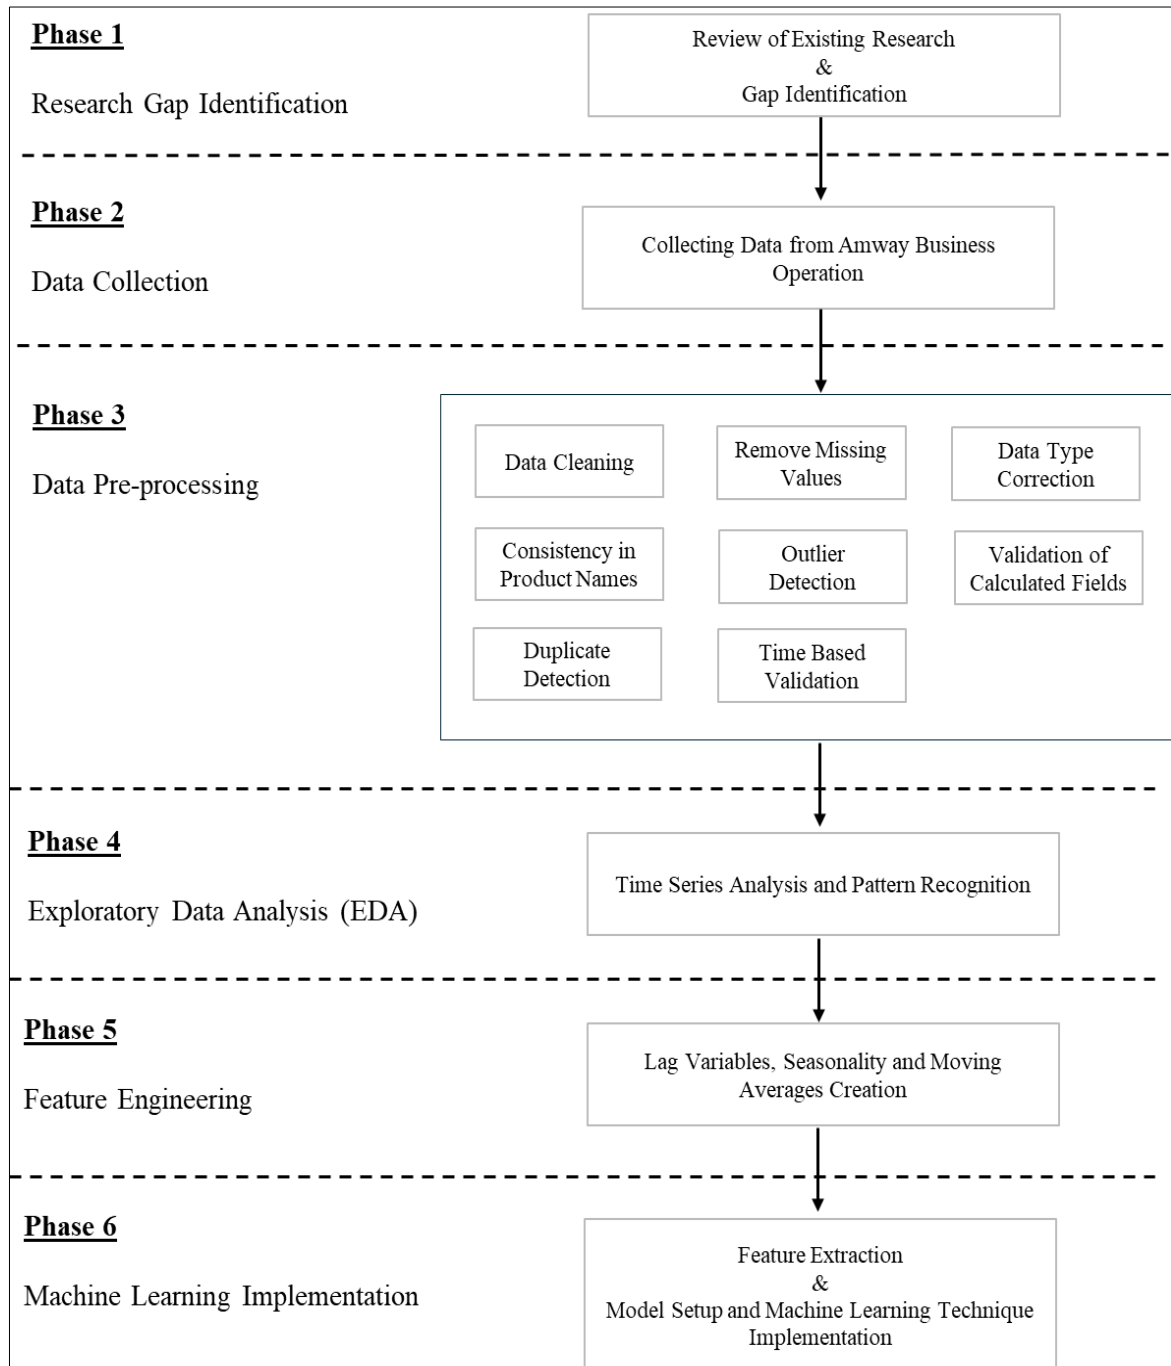 Phase 1
Research Gap Identification
Review of Existing Research
&
Gap Identification
Phase 2
Data Collection
Collecting Data from Amway Business
Operation
Phase 3
Data Pre-processing
Data Cleaning
Remove Missing
Values
Data Type
Correction
Consistency in
Product Names
Outlier
Detection
Validation of
Calculated Fields
Duplicate
Detection
Time Based
Validation
Phase 4
Exploratory Data Analysis (EDA)
Time Series Analysis and Pattern Recognition
Phase 5
Feature Engineering
Lag Variables, Seasonality and Moving
Averages Creation
Phase 6
Machine Learning Implementation
Feature Extraction
&
Model Setup and Machine Learning Technique
Implementation